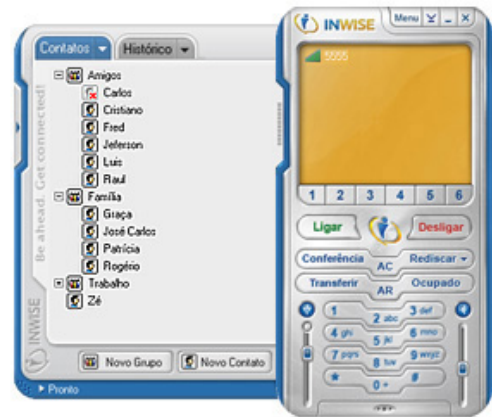 Contatos
Histórico
Amigos
Carlos
Cristiano
Fred
Jeferson
Luis
Raul
Família
Graça
José Carlos
Patrícia
Rogério
Trabalho
Zé
Be ahead. Get connected!
INWISE
Novo Grupo
Novo Contato
Pronto
INWISE
Menu
5555
1 2 3 4 5 6
Ligar
Desligar
Conferência
AC
Rediscar
Transferir
AR
Ocupado
1
2 abc
3 def
4 ghi
5 jkl
6 mno
7 pqrs
8 tuv
9 wxyz
*
0 +
#